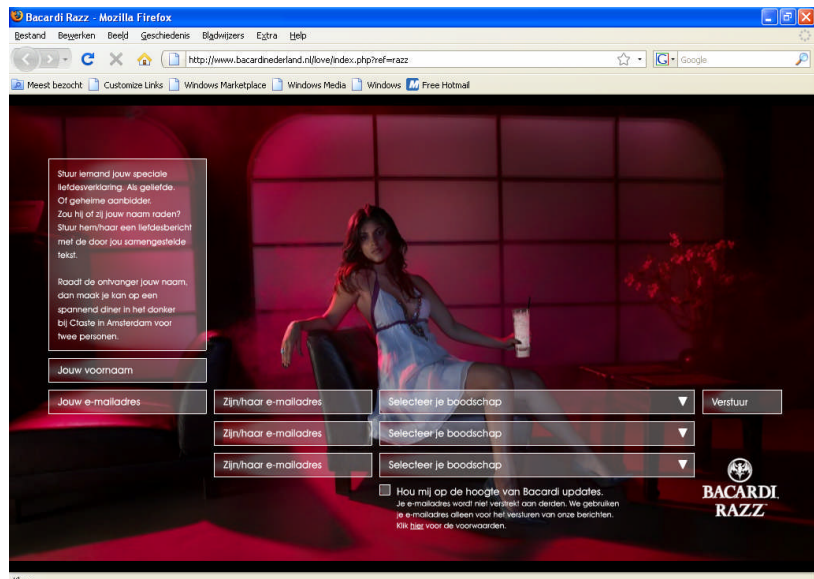 Bacardi Razz - Mozilla Firefox
Bestand Bewerken Beeld Geschiedenis Bladwijzers Extra Help
http://www.bacardinederland.nl/love/index.php?ref=razz
G Google
Meest bezocht Customize Links Windows Marketplace Windows Media Windows Free Hotmail
Stuur iemand jouw speciale
liefdesverklaring. Als geliefde.
Of geheime aanbidder.
Zou hij of zij jouw naam raden?
Stuur hem/haar een liefdesbericht
met de door jou samengestelde
tekst.
Raadt de ontvanger jouw naam,
dan maak je kan op een
spannend diner in het donker
bij Ctaste in Amsterdam voor
twee personen.
Jouw voornaam
Jouw e-mailadres Zijn/haar e-mailadres Selecteer je boodschap Verstuur
Zijn/haar e-mailadres Selecteer je boodschap
Zijn/haar e-mailadres Selecteer je boodschap
Hou mij op de hoogte van Bacardi updates.
Je e-mailadres wordt niet verstrekt aan derden. We gebruiken
je e-mailadres alleen voor het versturen van onze berichten.
Klik hier voor de voorwaarden.
BACARDI
RAZZ